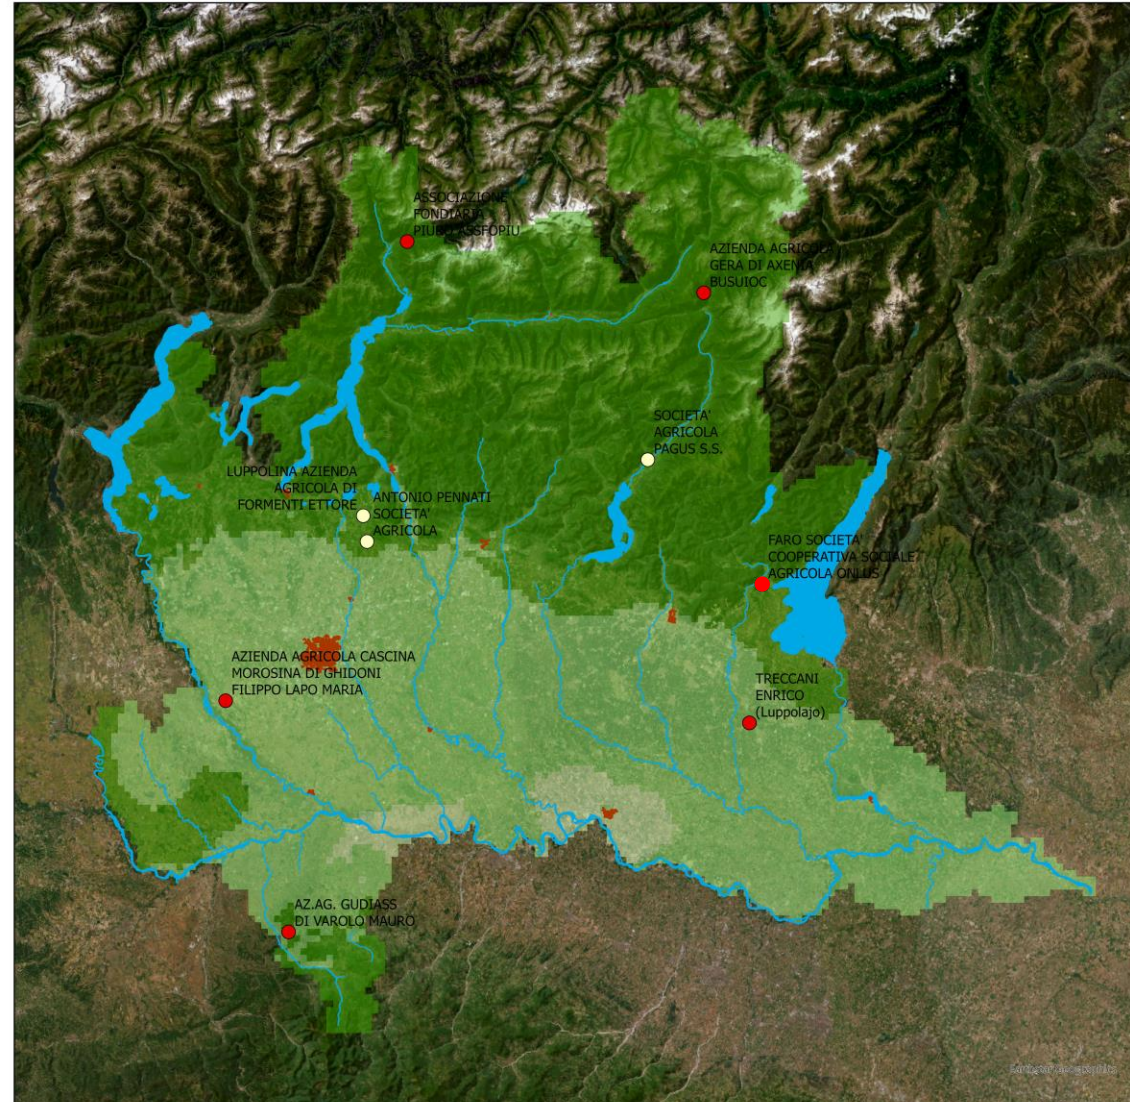 ASSOCIAZIONE
FONDIARIA
PIURO ASSFOPIU
AZIENDA AGRICOLA
GERA DI AXENIA
BUSUIOC
SOCIETA'
AGRICOLA
PAGUS S.S.
LUPPOLINA AZIENDA
AGRICOLA DI
FORMENTI ETTORE
ANTONIO PENNATI
SOCIETA'
AGRICOLA
FARO SOCIETA'
COOPERATIVA SOCIALE
AGRICOLA ONLUS
AZIENDA AGRICOLA CASCINA
MOROSINA DI GHIDONI
FILIPPO LAPO MARIA
TRECCANI
ENRICO
(Luppolajo)
AZ.AG. GUDIASS
DI VAROLO MAURO
Earthstar Geographics